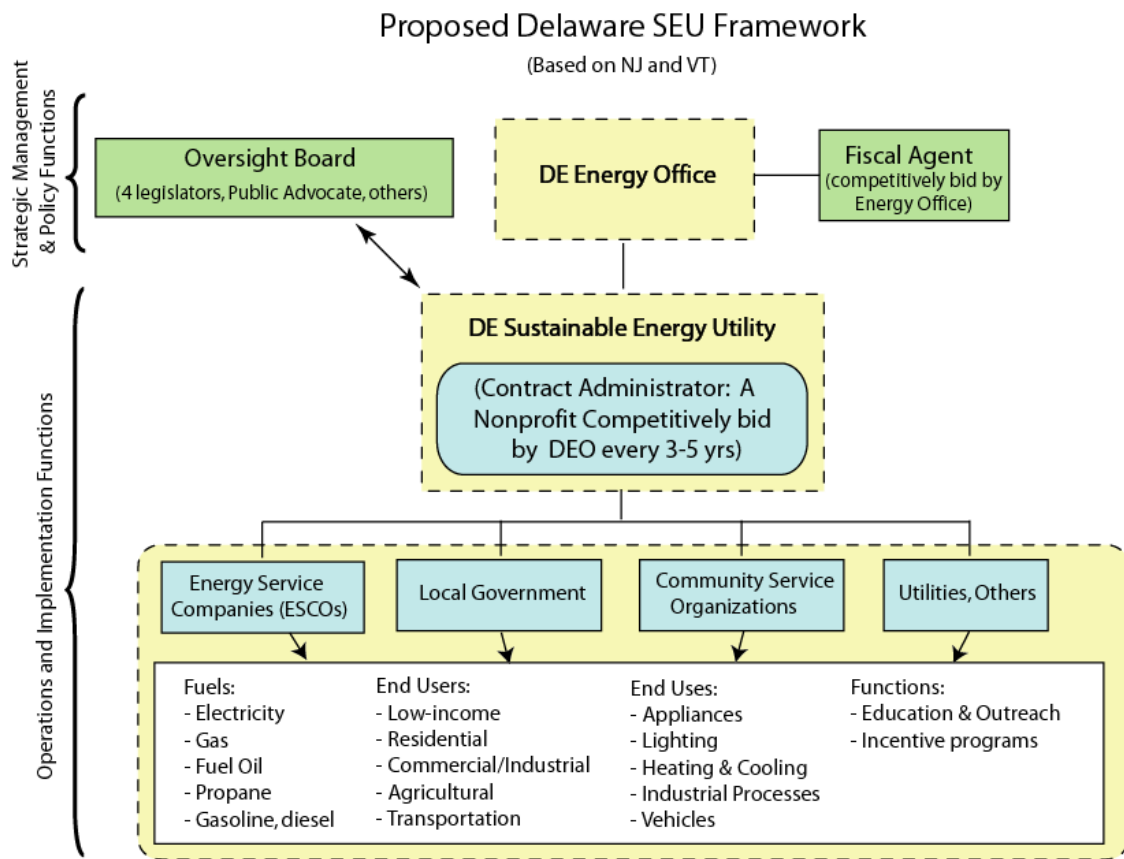 Proposed Delaware SEU Framework
(Based on NJ and VT)
Strategic Management
& Policy Functions
Oversight Board
(4 legislators, Public Advocate, others)
DE Energy Office
Fiscal Agent
(competitively bid by
Energy Office)
Operations and Implementation Functions
DE Sustainable Energy Utility
(Contract Administrator: A
Nonprofit Competitively bid
by DEO every 3-5 yrs)
Energy Service
Companies (ESCOs)
Local Government
Community Service
Organizations
Utilities, Others
Fuels:
- Electricity
- Gas
- Fuel Oil
- Propane
- Gasoline, diesel
End Users:
- Low-income
- Residential
- Commercial/Industrial
- Agricultural
- Transportation
End Uses:
- Appliances
- Lighting
- Heating & Cooling
- Industrial Processes
- Vehicles
Functions:
- Education & Outreach
- Incentive programs